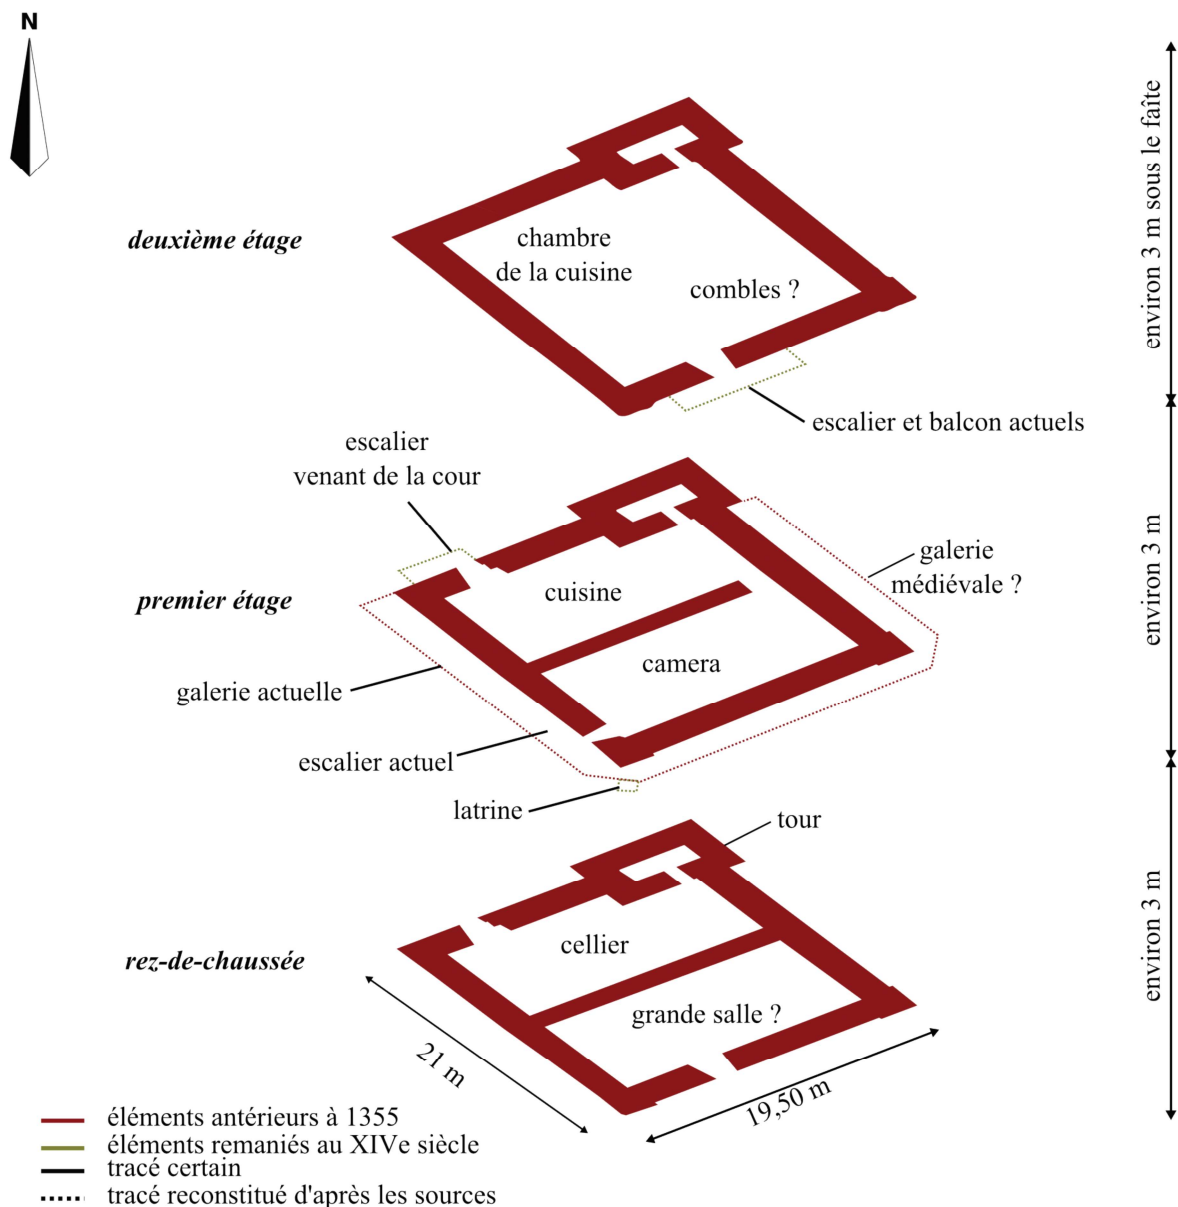 N
environ 3 m sous le faîte
deuxième étage
chambre
de la cuisine
combles ?
escalier et balcon actuels
escalier
venant de la cour
environ 3 m
galerie
médiévale ?
premier étage
cuisine
camera
galerie actuelle
escalier actuel
latrine
tour
environ 3 m
rez-de-chaussée
cellier
grande salle ?
21 m
19,50 m
éléments antérieurs à 1355
éléments remaniés au XIVe siècle
tracé certain
tracé reconstitué d'après les sources